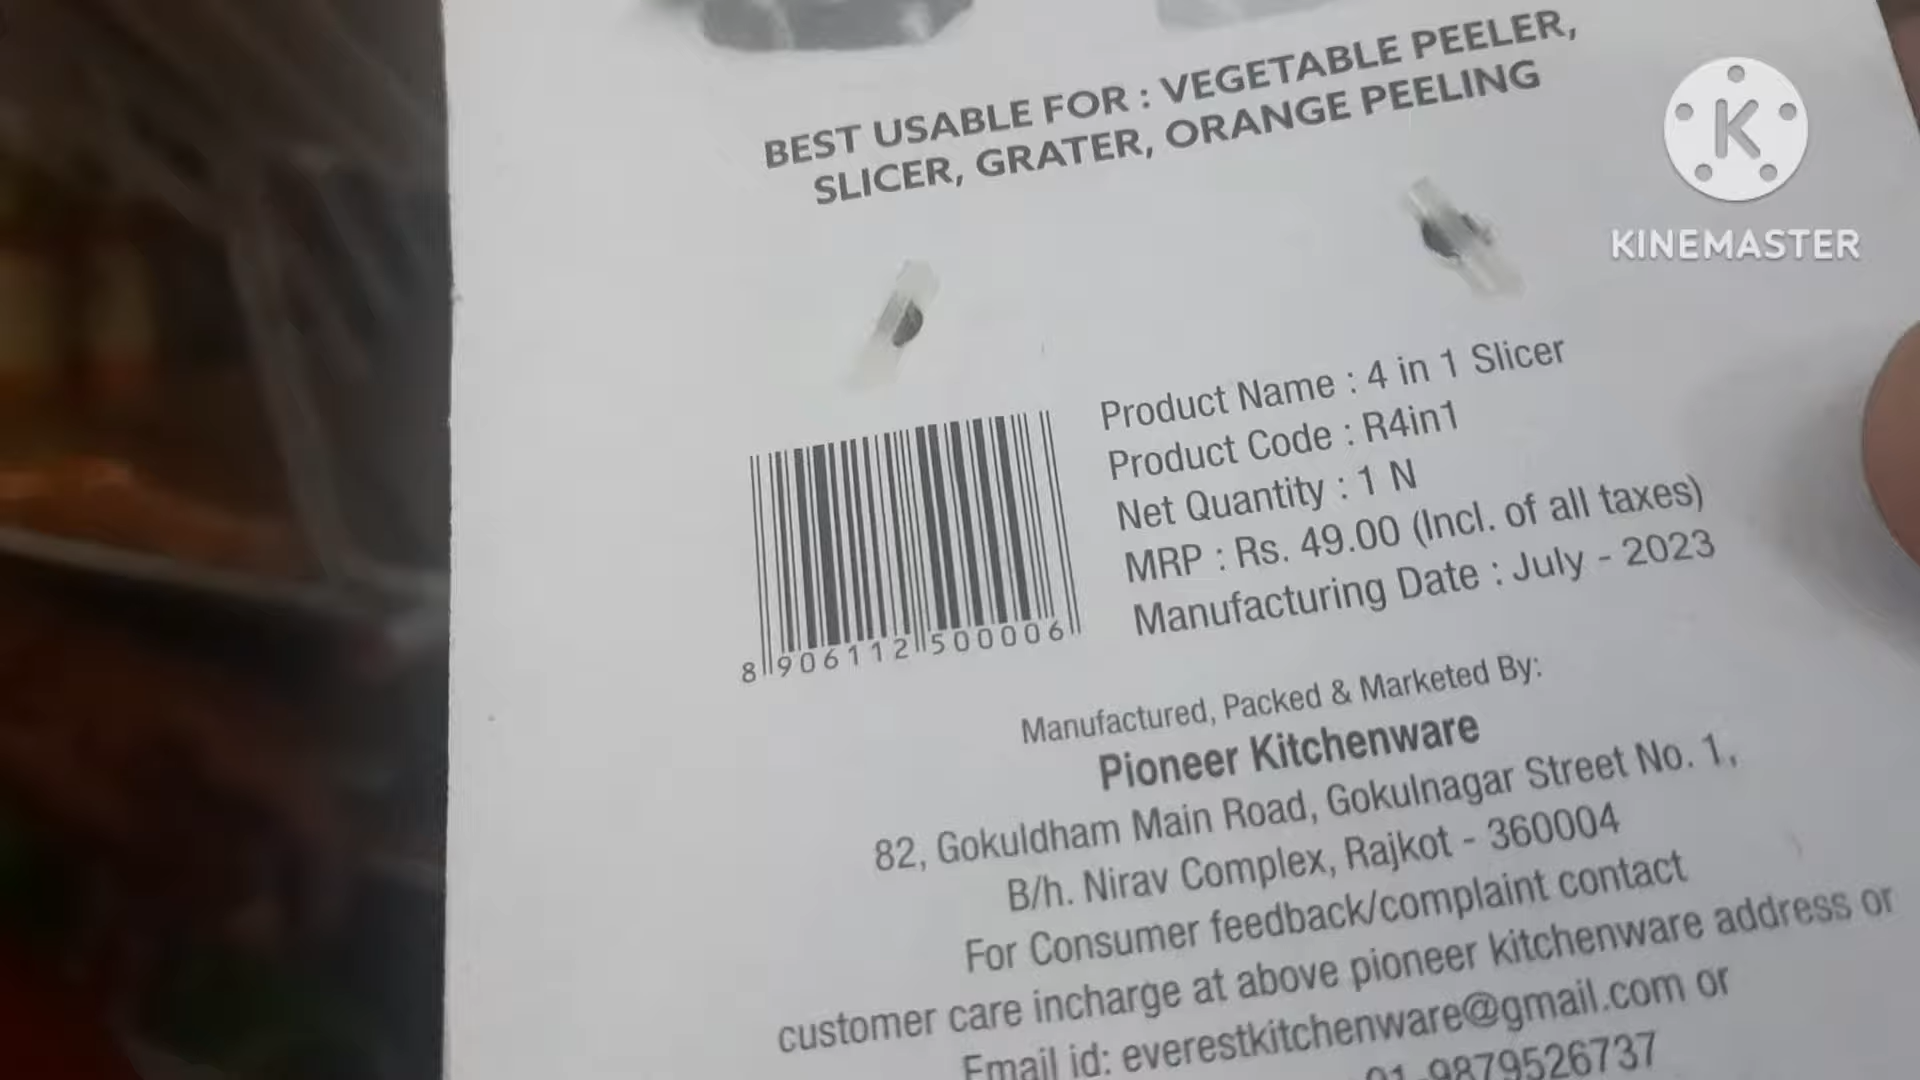 BEST USABLE FOR : VEGETABLE PEELER,
SLICER, GRATER, ORANGE PEELING
K
KINEMASTER
Product Name : 4 in 1 Slicer
Product Code : R4in1
Net Quantity : 1 N
MRP : Rs. 49.00 (Incl. of all taxes)
Manufacturing Date : July - 2023
8 906112 500006
Manufactured, Packed & Marketed By:
Pioneer Kitchenware
82, Gokuldham Main Road, Gokulnagar Street No. 1,
B/h. Nirav Complex, Rajkot - 360004
For Consumer feedback/complaint contact
customer care incharge at above pioneer kitchenware address or
Email id: everestkitchenware@gmail.com or
9879526737